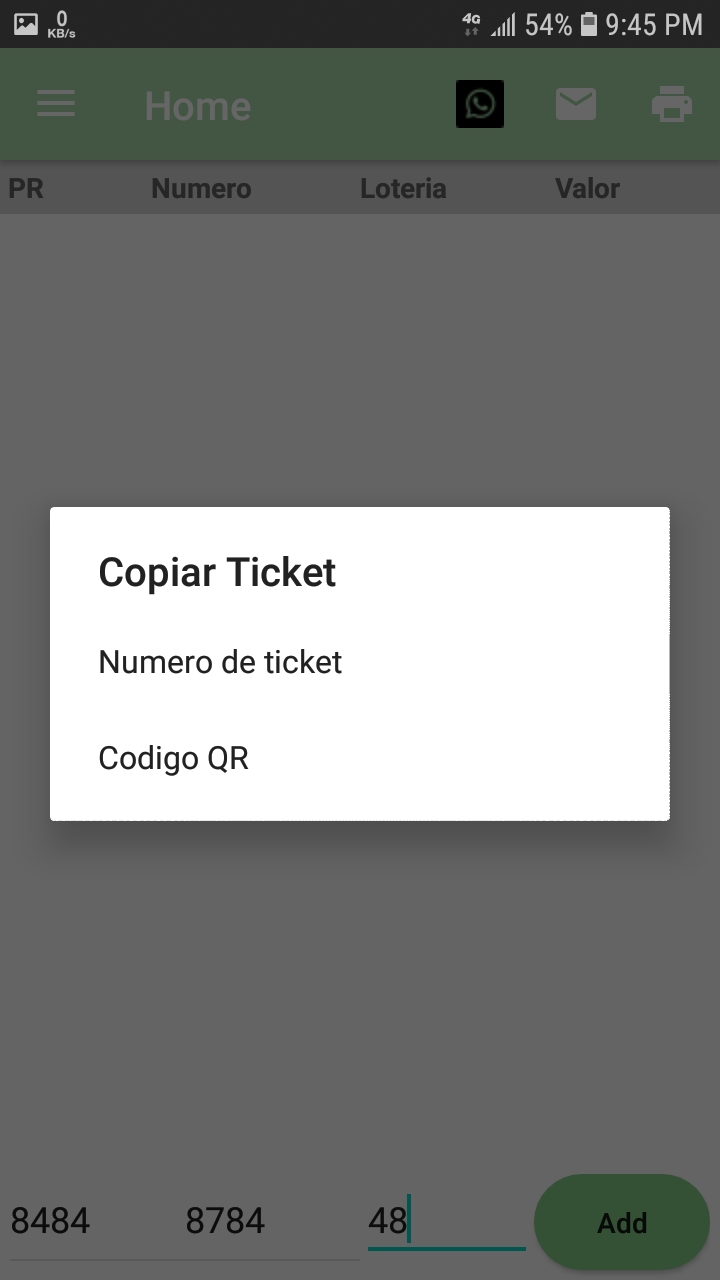 0 KB/s 4G 54% 9:45 PM
Home
PR Numero Loteria Valor
Copiar Ticket
Numero de ticket
Codigo QR
8484 8784 48 Add